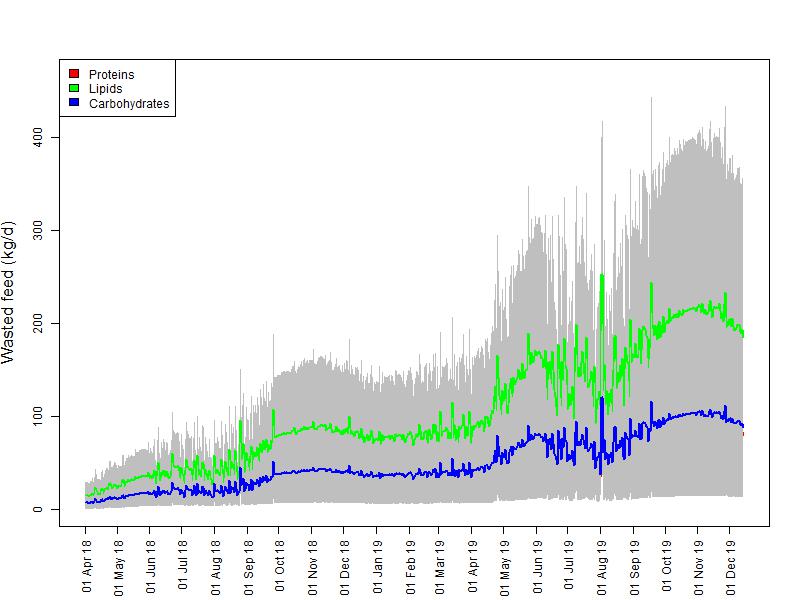 Proteins
Lipids
Carbohydrates
Wasted feed (kg/d)
400
300
200
100
0
01 Apr 18
01 May 18
01 Jun 18
01 Jul 18
01 Aug 18
01 Sep 18
01 Oct 18
01 Nov 18
01 Dec 18
01 Jan 19
01 Feb 19
01 Mar 19
01 Apr 19
01 May 19
01 Jun 19
01 Jul 19
01 Aug 19
01 Sep 19
01 Oct 19
01 Nov 19
01 Dec 19